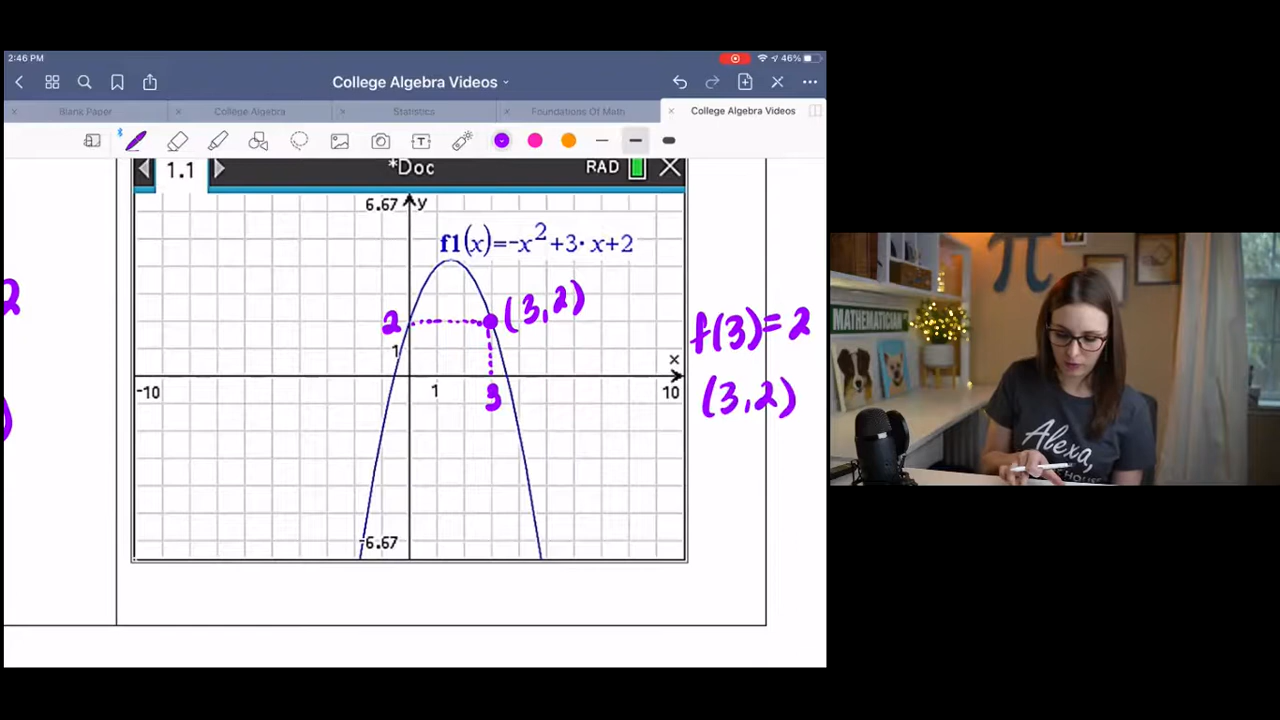 2:46 PM
46%
College Algebra Videos
Blank Paper
College Algebra
Statistics
Foundations Of Math
College Algebra Videos
1.1
*Doc
RAD
6.67
y
f1(x)=-x²+3·x+2
(3,2)
2
1
x
-10
1
3
10
-6.67
f(3)=2
(3,2)
2
)
MATHEMATICIAN
Alexa,
HOUSE